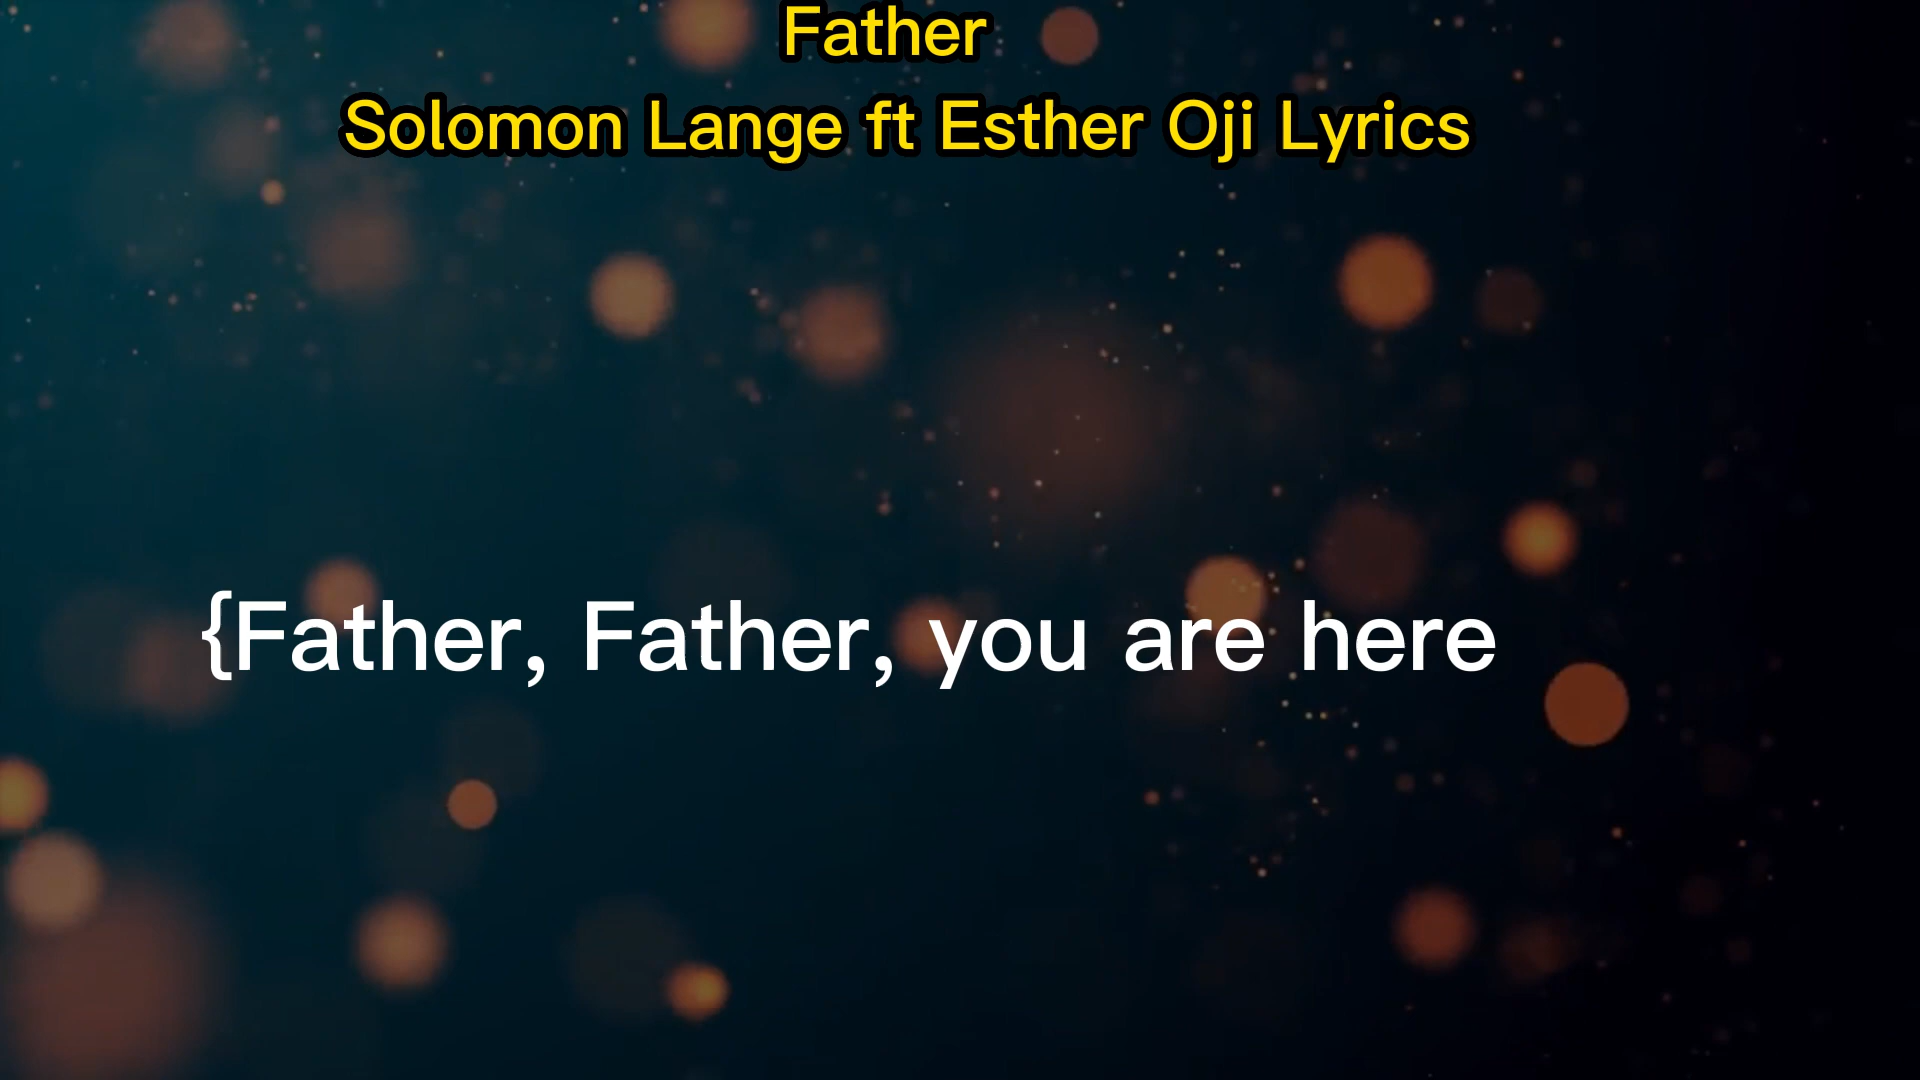 Father
Solomon Lange ft Esther Oji Lyrics
{Father, Father, you are here